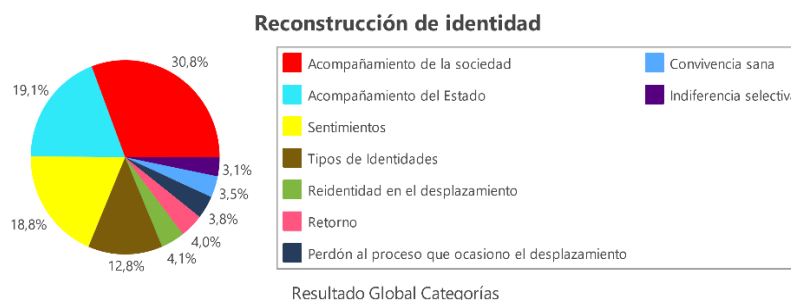 Reconstrucción de identidad
30,8%
19,1%
18,8%
12,8%
4,1%
4,0%
3,8%
3,5%
3,1%
Acompañamiento de la sociedad
Acompañamiento del Estado
Sentimientos
Tipos de Identidades
Reidentidad en el desplazamiento
Retorno
Perdón al proceso que ocasiono el desplazamiento
Convivencia sana
Indiferencia selectiva
Resultado Global Categorías